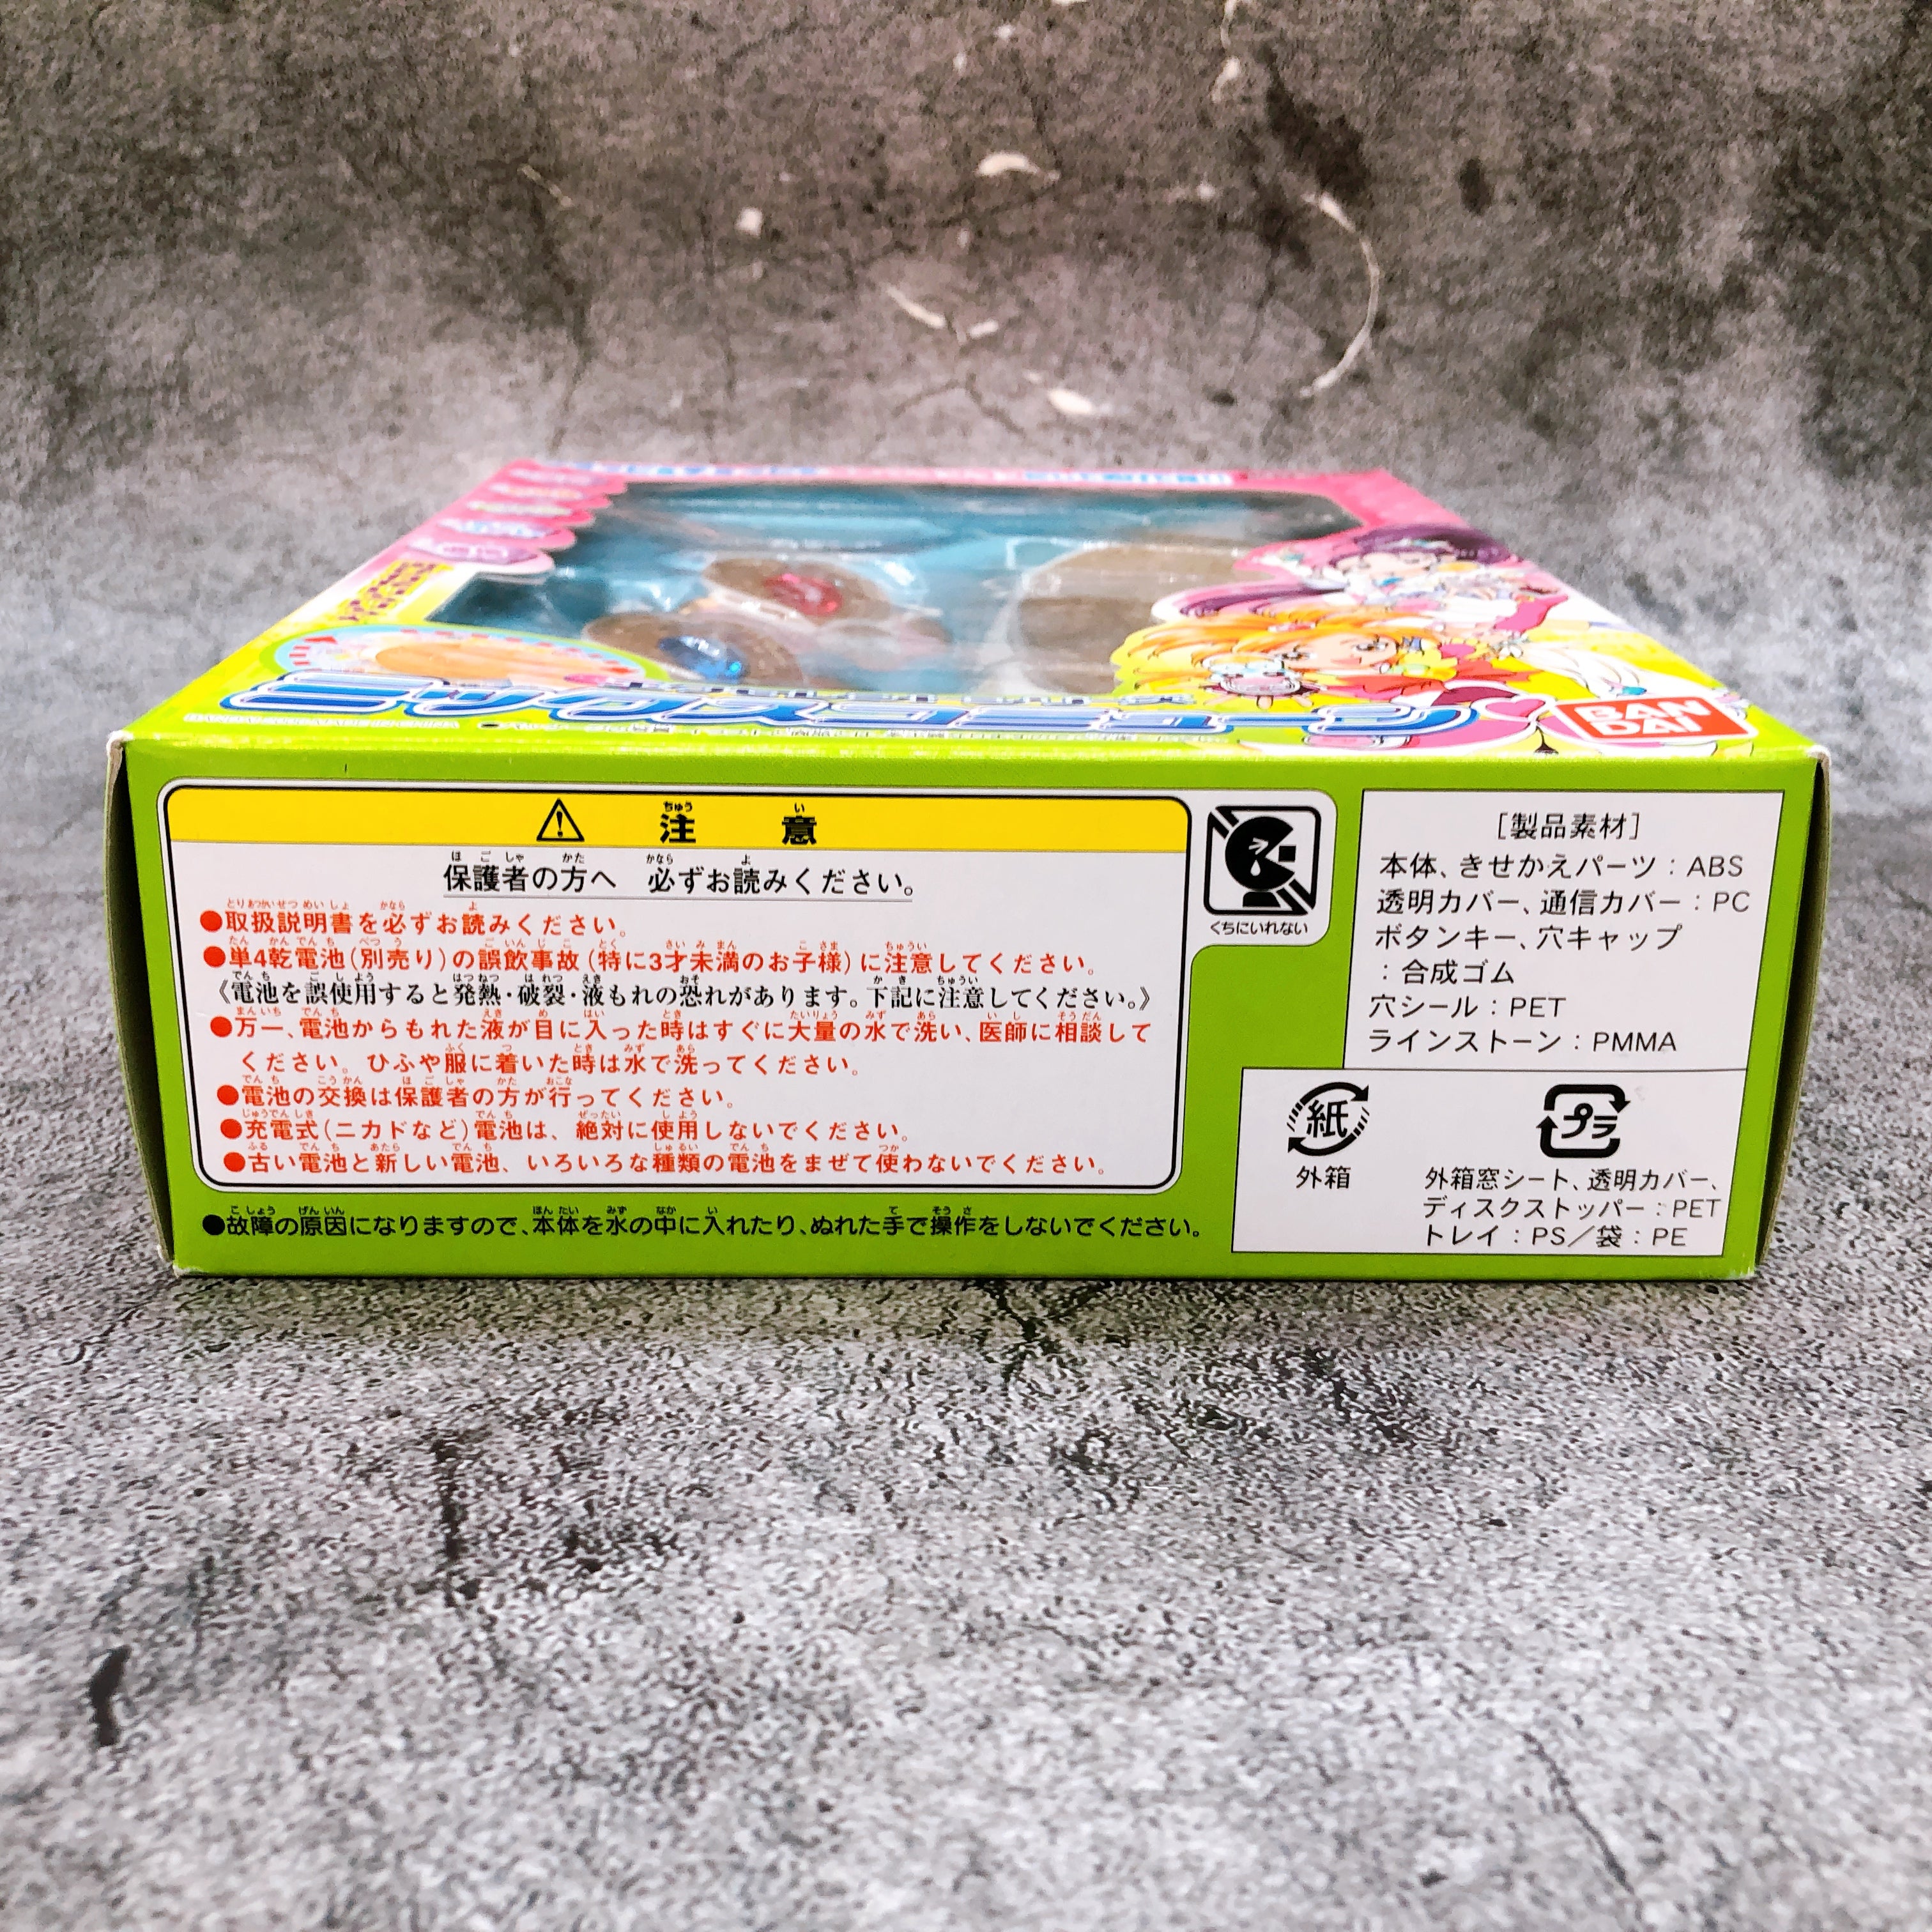 ミックスコミューン
BAN
DAI
注意
保護者の方へ 必ずお読みください。
●取扱説明書を必ずお読みください。
●単4乾電池(別売り)の誤飲事故(特に3才未満のお子様)に注意してください。
《電池を誤使用すると発熱・破裂・液もれの恐れがあります。下記に注意してください。》
●万一、電池からもれた液が目に入った時はすぐに大量の水で洗い、医師に相談して
ください。ひふや服に着いた時は水で洗ってください。
●電池の交換は保護者の方が行ってください。
●充電式(ニカドなど)電池は、絶対に使用しないでください。
●古い電池と新しい電池、いろいろな種類の電池をまぜて使わないでください。
●故障の原因になりますので、本体を水の中に入れたり、ぬれた手で操作をしないでください。
くちにいれない
[製品素材]
本体、きせかえパーツ:ABS
透明カバー、通信カバー:PC
ボタンキー、穴キャップ
:合成ゴム
穴シール:PET
ラインストーン:PMMA
紙
外箱
プラ
外箱窓シート、透明カバー、
ディスクストッパー:PET
トレイ:PS/袋:PE